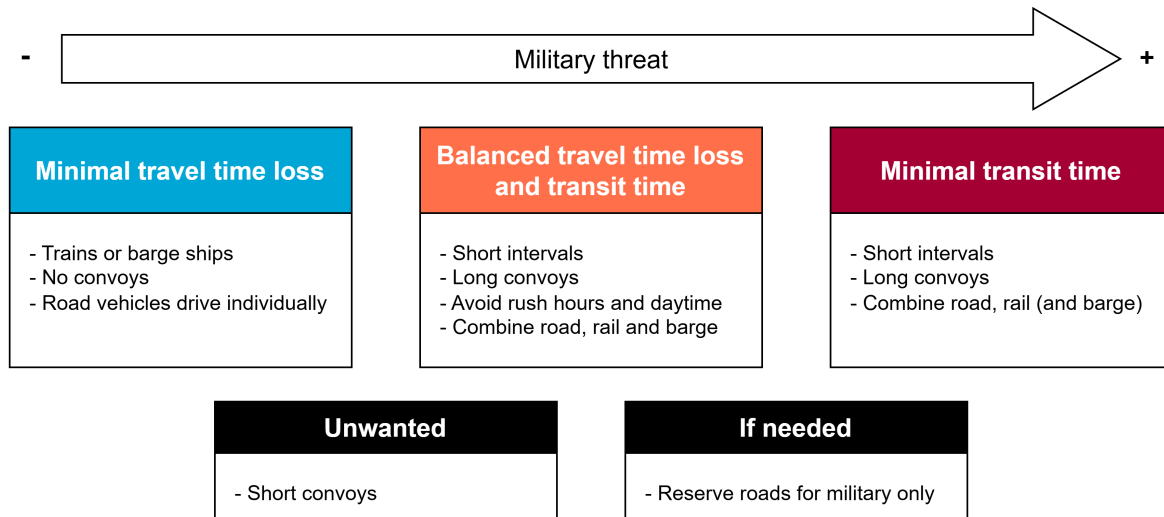 - Military threat +
Minimal travel time loss
- Trains or barge ships
- No convoys
- Road vehicles drive individually
Balanced travel time loss
and transit time
- Short intervals
- Long convoys
- Avoid rush hours and daytime
- Combine road, rail and barge
Minimal transit time
- Short intervals
- Long convoys
- Combine road, rail (and barge)
Unwanted
- Short convoys
If needed
- Reserve roads for military only